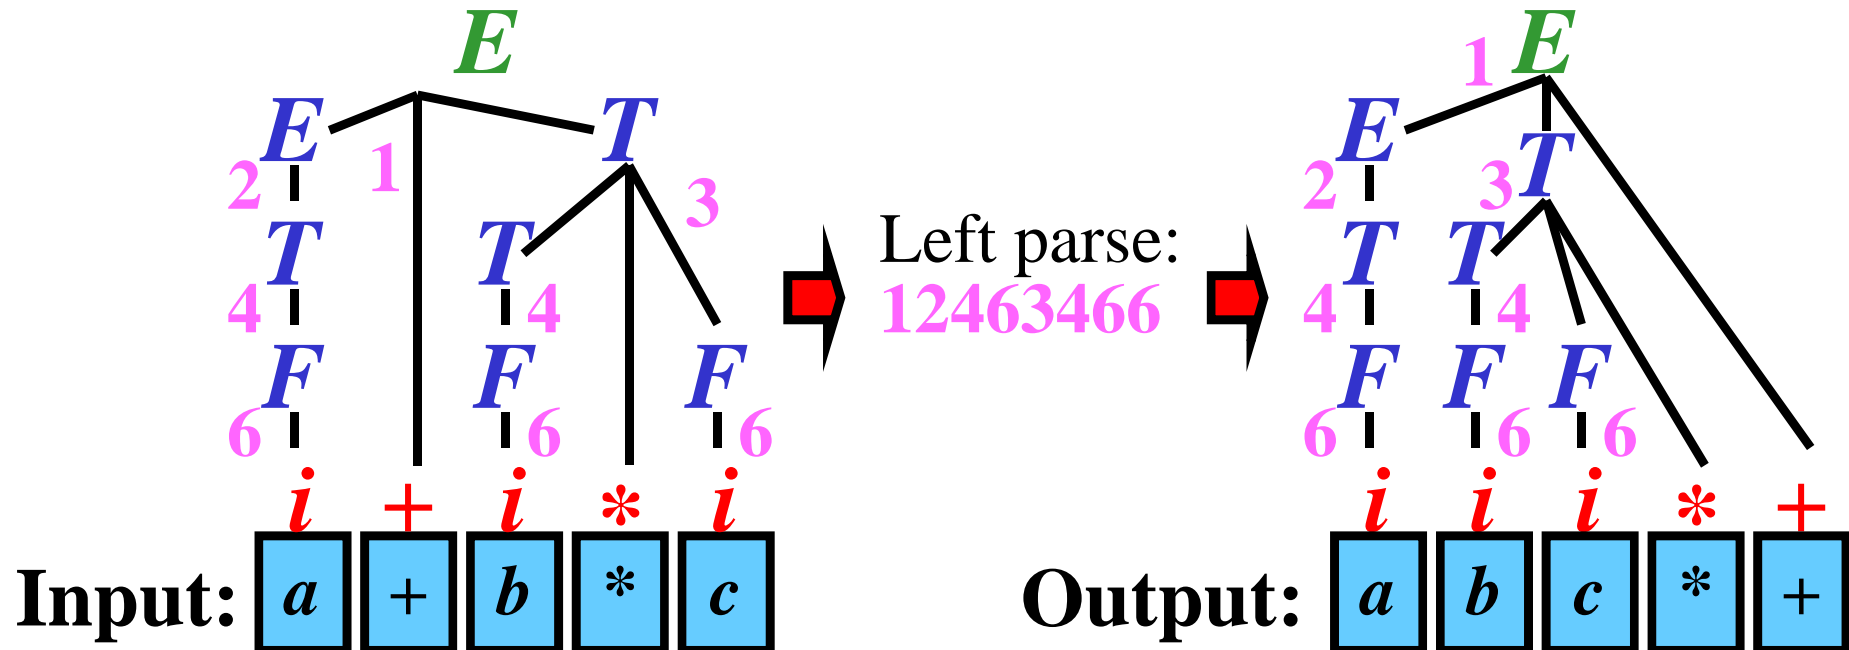 E E
1
E T E
1 T
2 3 2 3
T T Left parse: T T
4 4 12463466 4 4
F F F F F F
6 6 6 6 6 6
i + i * i i i i * +
Input: a + b * c Output: a b c * +